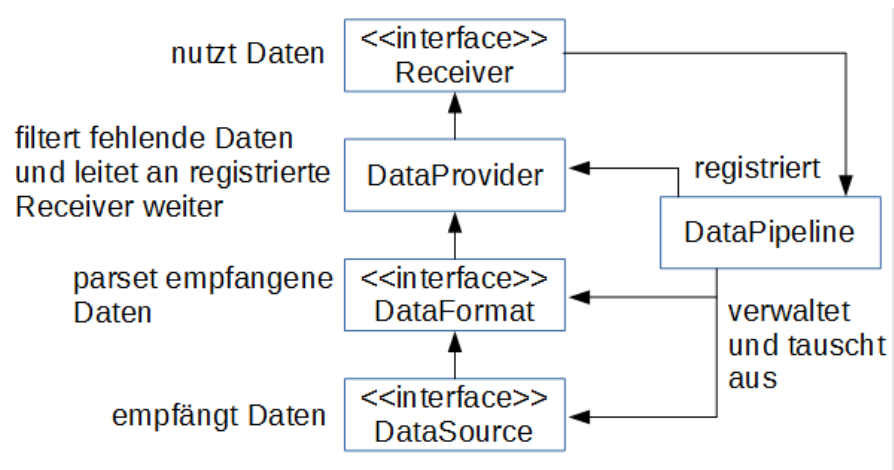 nutzt Daten
<<interface>>
Receiver
filtert fehlende Daten
und leitet an registrierte
Receiver weiter
DataProvider
registriert
DataPipeline
parset empfangene
Daten
<<interface>>
DataFormat
verwaltet
und tauscht
aus
empfängt Daten
<<interface>>
DataSource